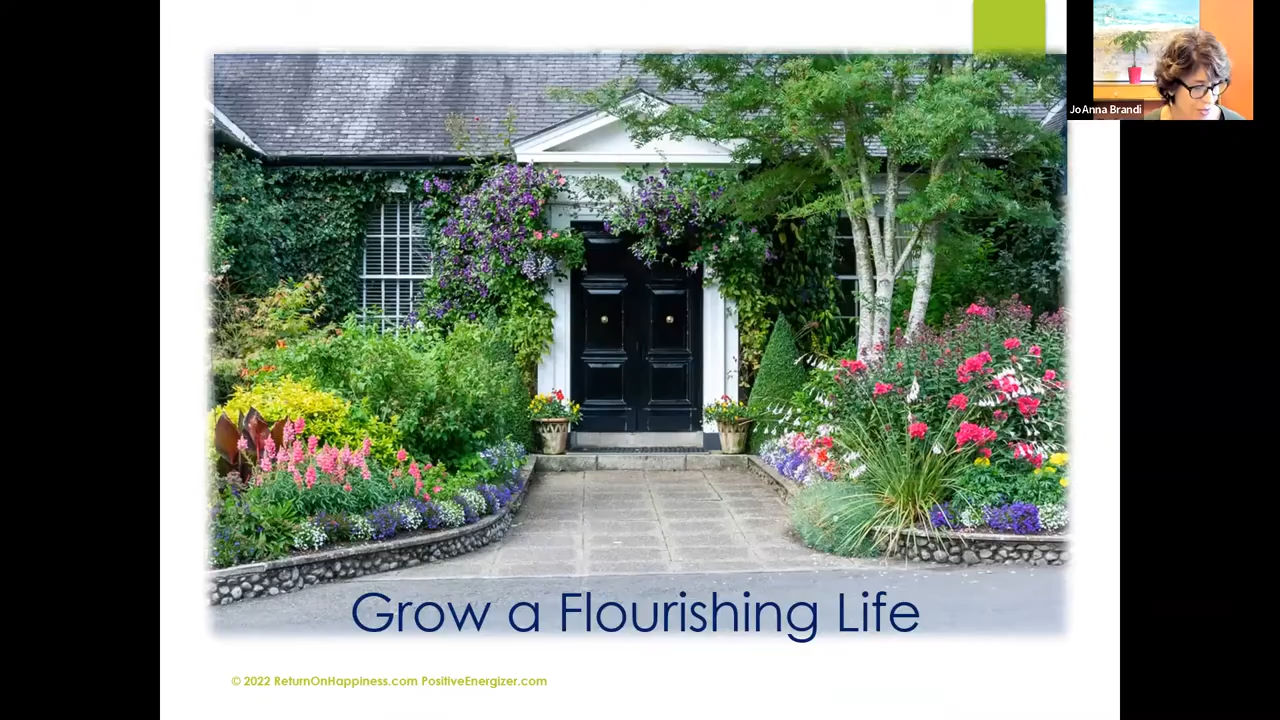 JoAnna Brandi
Grow a Flourishing Life
© 2022 ReturnOnHappiness.com PositiveEnergizer.com